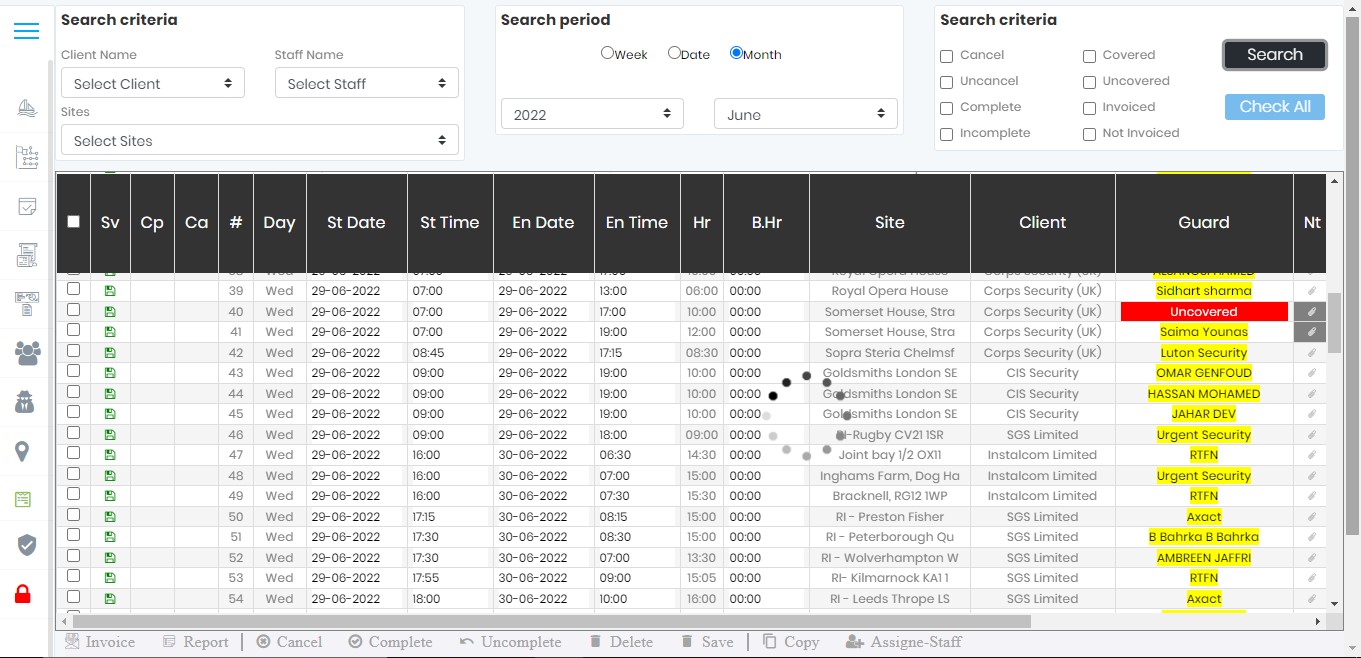 Search criteria
Client Name Staff Name
Select Client Select Staff
Sites
Select Sites
Search period
Week Date Month
2022 June
Search criteria
Cancel Covered
Uncancel Uncovered
Complete Invoiced
Incomplete Not Invoiced
Search
Check All
Sv Cp Ca # Day St Date St Time En Date En Time Hr B.Hr Site Client Guard Nt
39 Wed 29-06-2022 07:00 29-06-2022 13:00 06:00 00:00 Royal Opera House Corps Security (UK) Sidhart sharma
40 Wed 29-06-2022 07:00 29-06-2022 17:00 10:00 00:00 Somerset House, Stra Corps Security (UK) Uncovered
41 Wed 29-06-2022 07:00 29-06-2022 19:00 12:00 00:00 Somerset House, Stra Corps Security (UK) Saima Younas
42 Wed 29-06-2022 08:45 29-06-2022 17:15 08:30 00:00 Sopra Steria Chelmsf Corps Security (UK) Luton Security
43 Wed 29-06-2022 09:00 29-06-2022 19:00 10:00 00:00 Goldsmiths London SE CIS Security OMAR GENFOUD
44 Wed 29-06-2022 09:00 29-06-2022 19:00 10:00 00:00 Goldsmiths London SE CIS Security HASSAN MOHAMED
45 Wed 29-06-2022 09:00 29-06-2022 19:00 10:00 00:00 Goldsmiths London SE CIS Security JAHAR DEV
46 Wed 29-06-2022 09:00 29-06-2022 18:00 09:00 00:00 RI-Rugby CV21 1SR SGS Limited Urgent Security
47 Wed 29-06-2022 16:00 30-06-2022 06:30 14:30 00:00 Joint bay 1/2 OX11 Instalcom Limited RTFN
48 Wed 29-06-2022 16:00 30-06-2022 07:00 15:00 00:00 Inghams Farm, Dog Ha Instalcom Limited Urgent Security
49 Wed 29-06-2022 16:00 30-06-2022 07:30 15:30 00:00 Bracknell, RG12 1WP Instalcom Limited RTFN
50 Wed 29-06-2022 17:15 30-06-2022 08:15 15:00 00:00 RI - Preston Fisher SGS Limited Axact
51 Wed 29-06-2022 17:30 30-06-2022 08:30 15:00 00:00 RI - Peterborough Qu SGS Limited B Bahrka B Bahrka
52 Wed 29-06-2022 17:30 30-06-2022 07:00 13:30 00:00 RI - Wolverhampton W SGS Limited AMBREEN JAFFRI
53 Wed 29-06-2022 17:55 30-06-2022 09:00 15:05 00:00 RI- Kilmarnock KA1 1 SGS Limited RTFN
54 Wed 29-06-2022 18:00 30-06-2022 10:00 16:00 00:00 RI - Leeds Thrope LS SGS Limited Axact
Invoice Report | Cancel Complete Uncomplete Delete Save | Copy Assigne-Staff